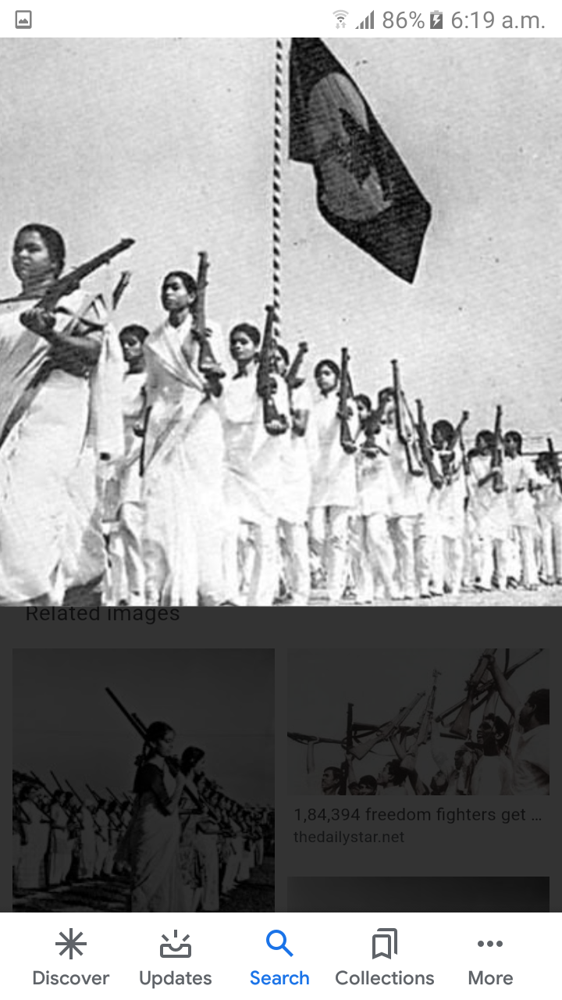 86% 6:19 a.m.
Related images
1,84,394 freedom fighters get ...
thedailystar.net
Discover Updates Search Collections More